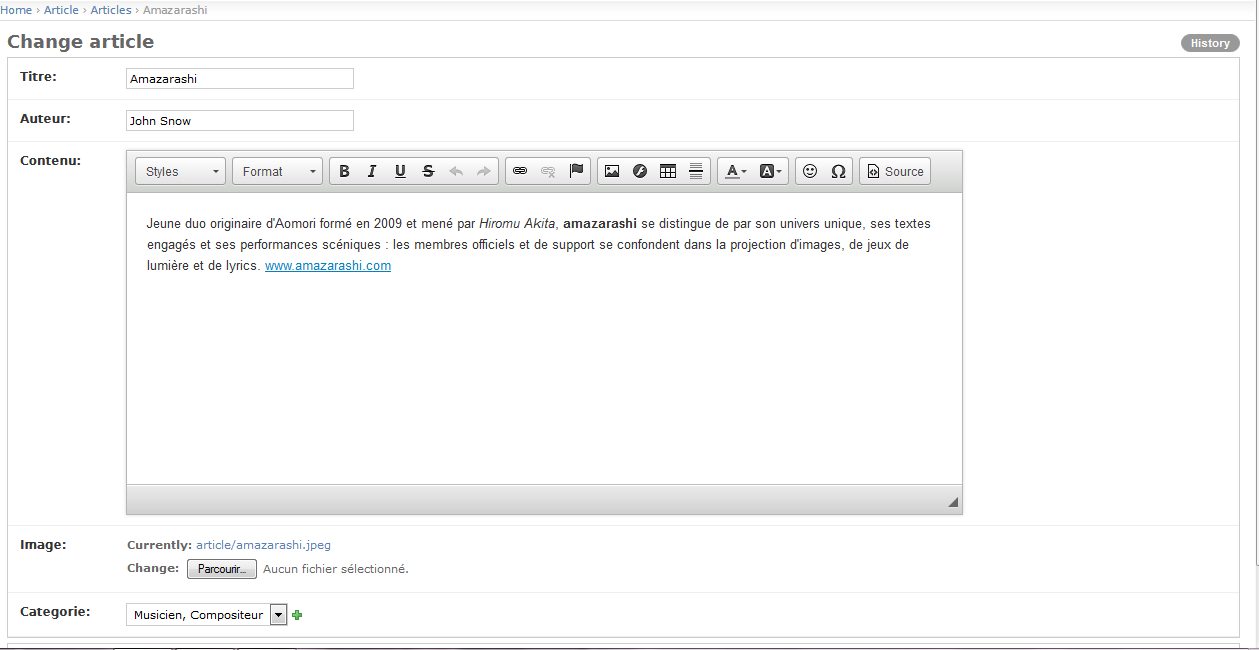 Home › Article › Articles › Amazarashi
Change article
History
Titre:
Amazarashi
Auteur:
John Snow
Contenu:
Styles Format B I U S A A Ω Source
Jeune duo originaire d'Aomori formé en 2009 et mené par Hiromu Akita, amazarashi se distingue de par son univers unique, ses textes
engagés et ses performances scéniques : les membres officiels et de support se confondent dans la projection d'images, de jeux de
lumière et de lyrics. www.amazarashi.com
Image:
Currently: article/amazarashi.jpeg
Change: Parcourir... Aucun fichier sélectionné.
Categorie:
Musicien, Compositeur